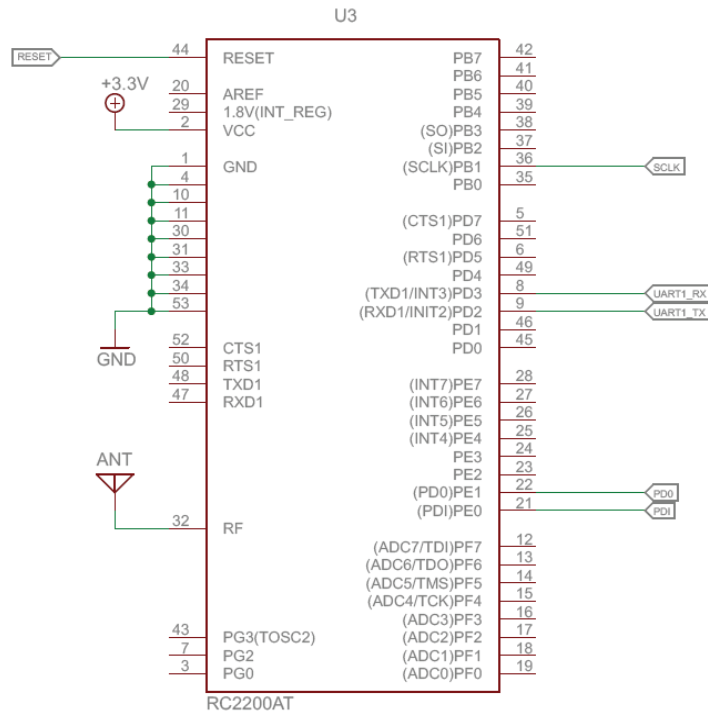 U3
RESET 44 RESET PB7 42
PB6 41
+3.3V 20 AREF PB5 40
29 1.8V(INT_REG) PB4 39
2 VCC (SO)PB3 38
(SI)PB2 37
1 GND (SCLK)PB1 36 SCLK
4 PB0 35
10
11 (CTS1)PD7 5
30 PD6 51
31 (RTS1)PD5 6
33 PD4 49
34 (TXD1/INT3)PD3 8 UART1_RX
53 (RXD1/INIT2)PD2 9 UART1_TX
PD1 46
GND 52 CTS1 PD0 45
50 RTS1
48 TXD1 (INT7)PE7 28
47 RXD1 (INT6)PE6 27
(INT5)PE5 26
(INT4)PE4 25
ANT PE3 24
PE2 23
(PD0)PE1 22 PD0
(PDI)PE0 21 PDI
32 RF
(ADC7/TDI)PF7 12
(ADC6/TDO)PF6 13
(ADC5/TMS)PF5 14
(ADC4/TCK)PF4 15
(ADC3)PF3 16
43 PG3(TOSC2) (ADC2)PF2 17
7 PG2 (ADC1)PF1 18
3 PG0 (ADC0)PF0 19
RC2200AT